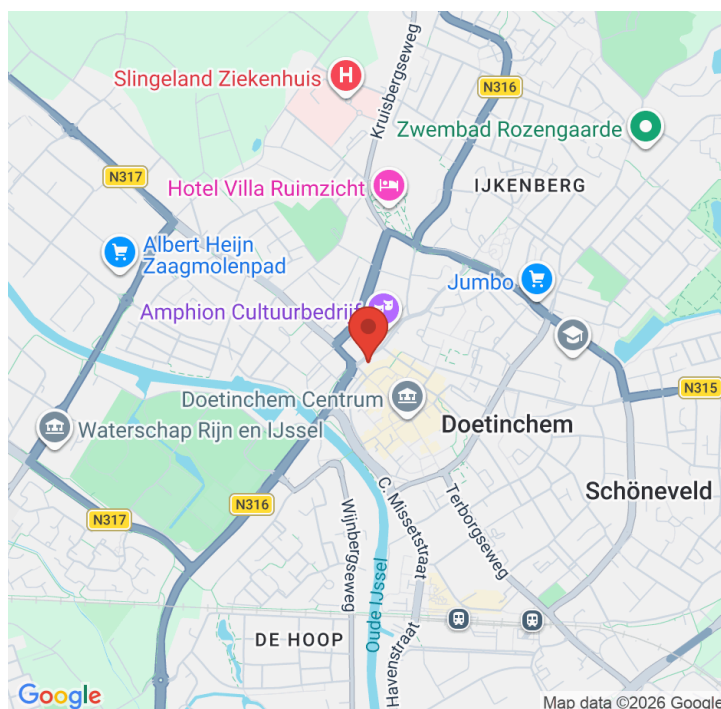 Slingeland Ziekenhuis
H
Kruisbergseweg
N316
Zwembad Rozengaarde
N317
Hotel Villa Ruimzicht
IJKENBERG
Albert Heijn
Zaagmolenpad
Jumbo
Amphion Cultuurbedrijf
N315
Doetinchem Centrum
Doetinchem
Waterschap Rijn en IJssel
Schöneveld
N316
N317
C. Missetstraat
Terborgseweg
Wijnbergseweg
Oude IJssel
DE HOOP
Havenstraat
Google
Map data ©2026 Google